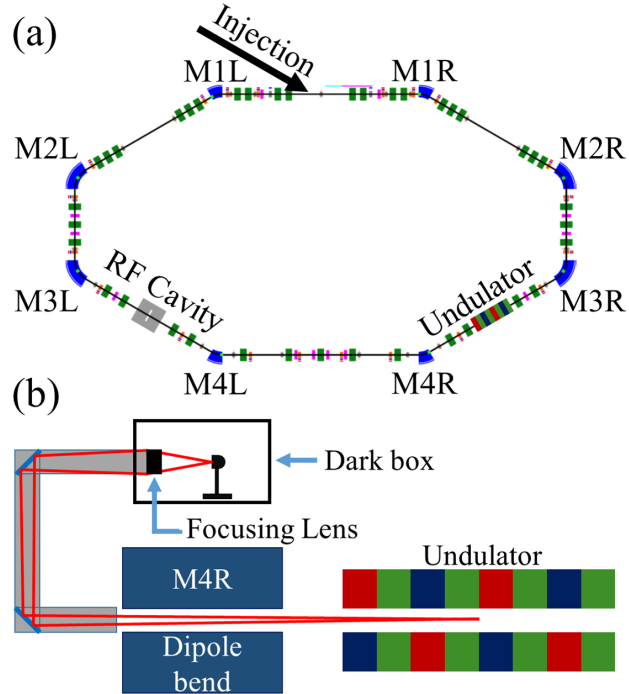 (a)
Injection
M1L
M1R
M2L
M2R
RF Cavity
Undulator
M3L
M3R
M4L
M4R
(b)
Dark box
Focusing Lens
Undulator
M4R
Dipole
bend